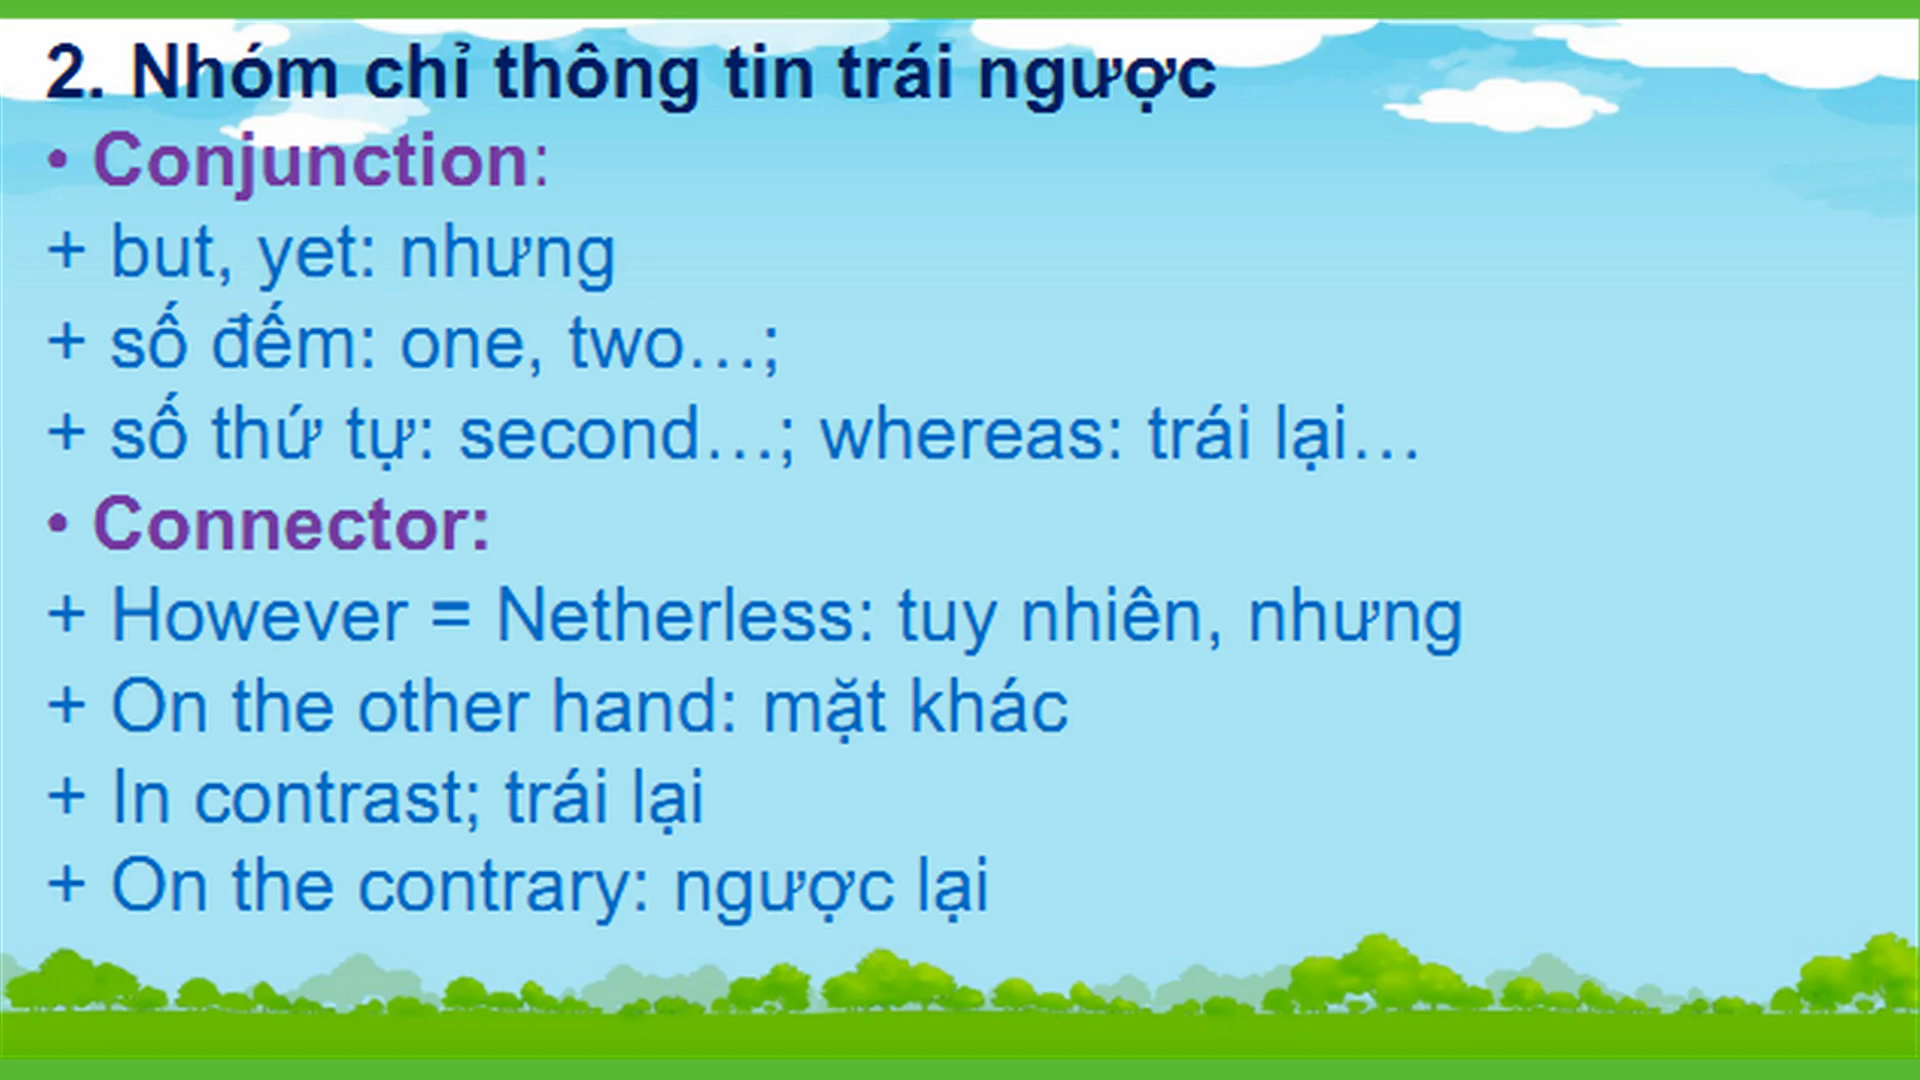 2. Nhóm chỉ thông tin trái ngược
• Conjunction:
+ but, yet: nhưng
+ số đếm: one, two…;
+ số thứ tự: second…; whereas: trái lại…
• Connector:
+ However = Netherless: tuy nhiên, nhưng
+ On the other hand: mặt khác
+ In contrast; trái lại
+ On the contrary: ngược lại